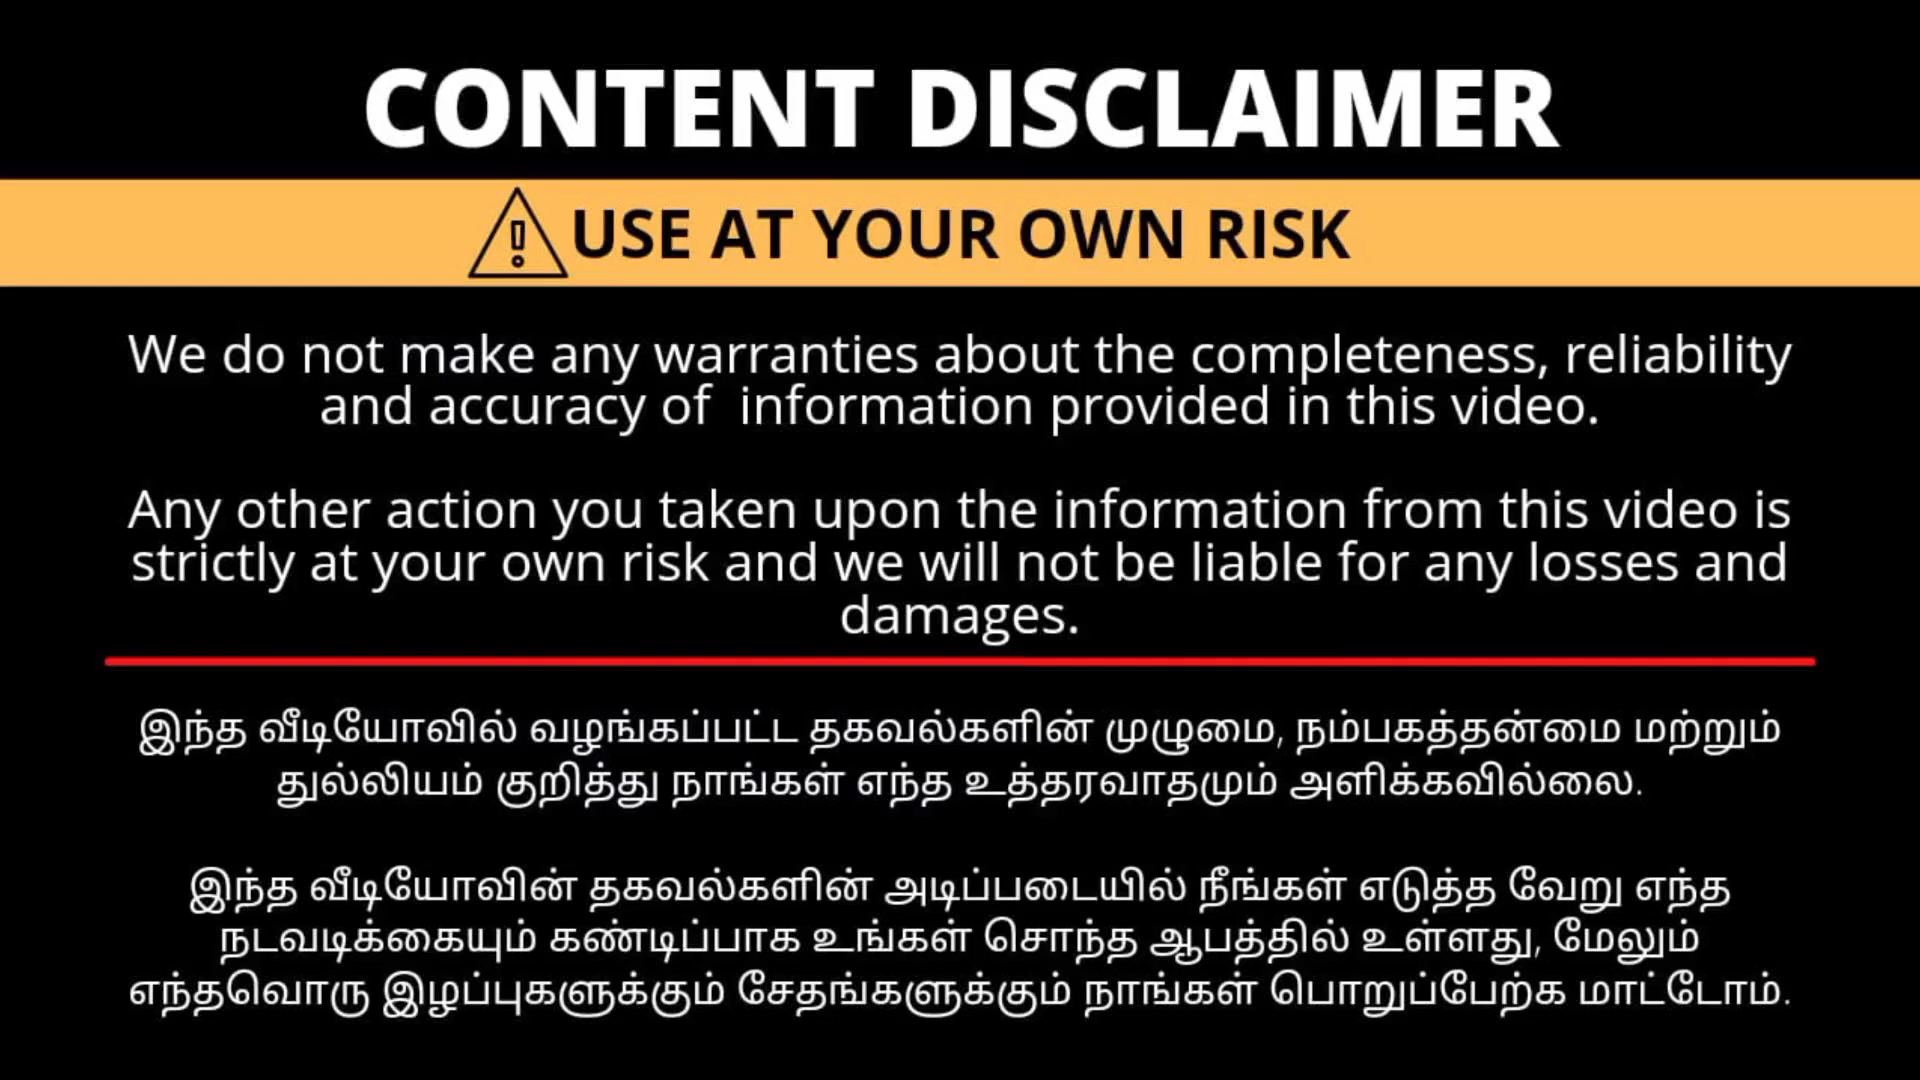 CONTENT DISCLAIMER
USE AT YOUR OWN RISK
We do not make any warranties about the completeness, reliability
and accuracy of  information provided in this video.
Any other action you taken upon the information from this video is
strictly at your own risk and we will not be liable for any losses and
damages.
இந்த வீடியோவில் வழங்கப்பட்ட தகவல்களின் முழுமை, நம்பகத்தன்மை மற்றும்
துல்லியம் குறித்து நாங்கள் எந்த உத்தரவாதமும் அளிக்கவில்லை.
இந்த வீடியோவின் தகவல்களின் அடிப்படையில் நீங்கள் எடுத்த வேறு எந்த
நடவடிக்கையும் கண்டிப்பாக உங்கள் சொந்த ஆபத்தில் உள்ளது, மேலும்
எந்தவொரு இழப்புகளுக்கும் சேதங்களுக்கும் நாங்கள் பொறுப்பேற்க மாட்டோம்.